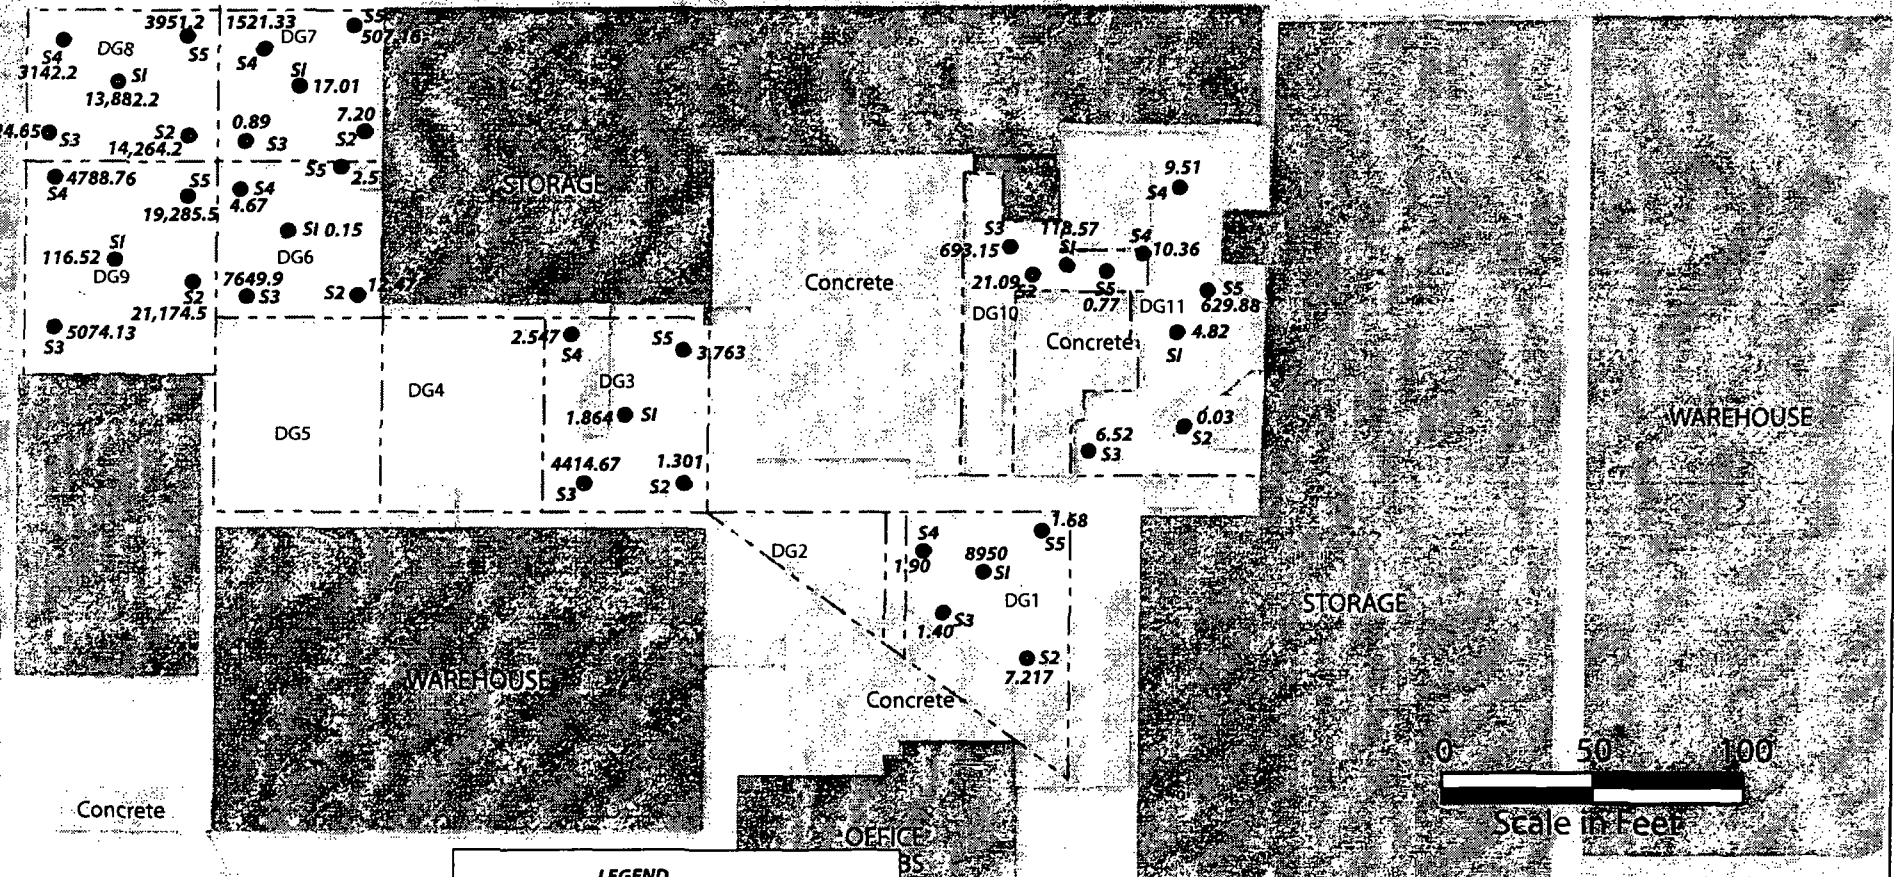 3951.2
1521.33
S5
507.16
DG8
S5
DG7
S4
3142.2
S4
SI
13,882.2
SI
17.01
24.65
S3
S2
14,264.2
0.89
S3
7.20
S2
4788.76
S4
S5
19,285.5
S4
4.67
S5
2.5
SI 0.15
SI
116.52
DG9
DG6
S2
21,174.5
7649.9
S3
S2
12.47
5074.13
S3
STORAGE
Concrete
9.51
S4
S3
693.15
118.57
SI
S4
10.36
21.09
S2
S5
0.77
S5
629.88
DG10
DG11
Concrete
4.82
SI
0.03
S2
6.52
S3
2.547
S4
S5
3.763
DG3
DG4
1.864
SI
DG5
4414.67
S3
1.301
S2
WAREHOUSE
DG2
S4
1.90
8950
SI
1.68
S5
DG1
S3
1.40
S2
7.217
STORAGE
WAREHOUSE
Concrete
0 50 100
Scale in Feet
Concrete
OFFICE
BS
LEGEND